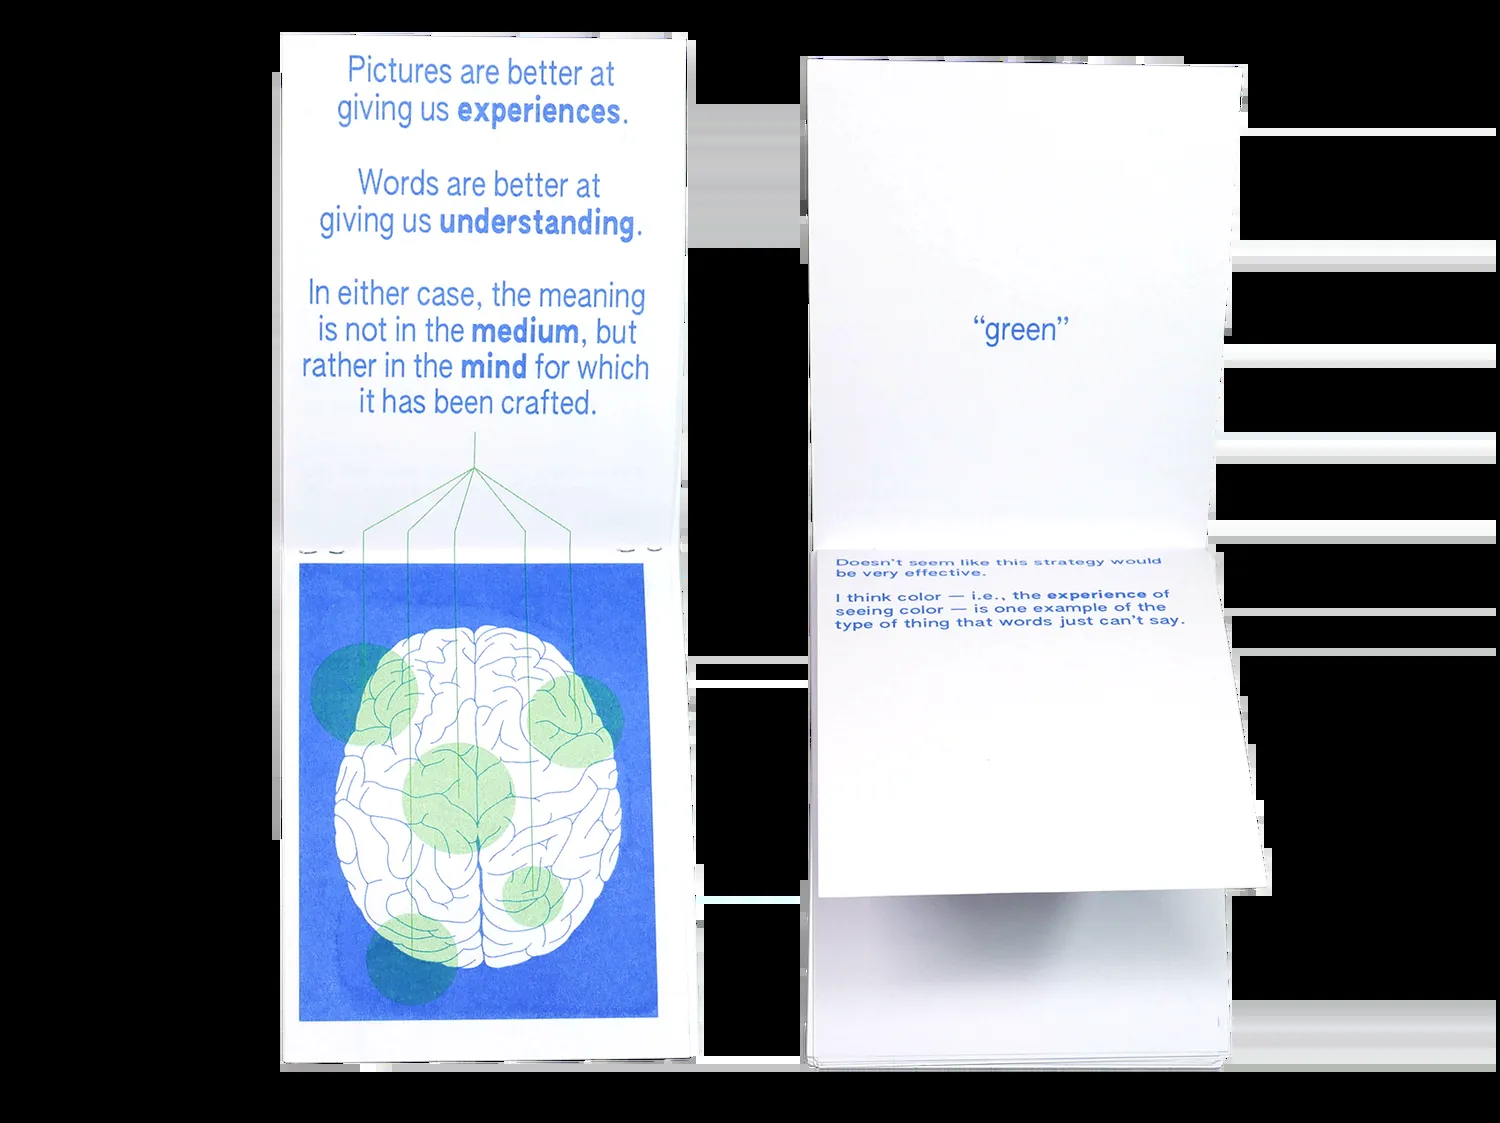 Pictures are better at
giving us experiences.
Words are better at
giving us understanding.
In either case, the meaning
is not in the medium, but
rather in the mind for which
it has been crafted.
“green”
Doesn’t seem like this strategy would
be very effective.
I think color — i.e., the experience of
seeing color — is one example of the
type of thing that words just can’t say.